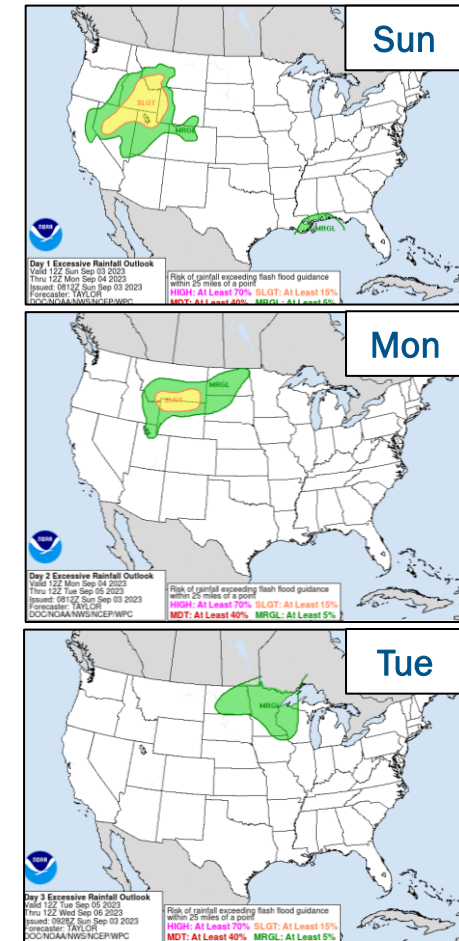 Sun
SLGT
MRGL
MRGL
NOAA
Day 1 Excessive Rainfall Outlook
Valid 12Z Sun Sep 03 2023
Thru 12Z Mon Sep 04 2023
Issued: 0812Z Sun Sep 03 2023
Forecaster: TAYLOR
DOC/NOAA/NWS/NCEP/WPC
Risk of rainfall exceeding flash flood guidance
within 25 miles of a point
HIGH: At Least 70% SLGT: At Least 15%
MDT: At Least 40% MRGL: At Least 5%
Mon
MRGL
SLGT
NOAA
Day 2 Excessive Rainfall Outlook
Valid 12Z Mon Sep 04 2023
Thru 12Z Tue Sep 05 2023
Issued: 0812Z Sun Sep 03 2023
Forecaster: TAYLOR
DOC/NOAA/NWS/NCEP/WPC
Risk of rainfall exceeding flash flood guidance
within 25 miles of a point
HIGH: At Least 70% SLGT: At Least 15%
MDT: At Least 40% MRGL: At Least 5%
Tue
MRGL
NOAA
Day 3 Excessive Rainfall Outlook
Valid 12Z Tue Sep 05 2023
Thru 12Z Wed Sep 06 2023
Issued: 0928Z Sun Sep 03 2023
Forecaster: TAYLOR
DOC/NOAA/NWS/NCEP/WPC
Risk of rainfall exceeding flash flood guidance
within 25 miles of a point
HIGH: At Least 70% SLGT: At Least 15%
MDT: At Least 40% MRGL: At Least 5%